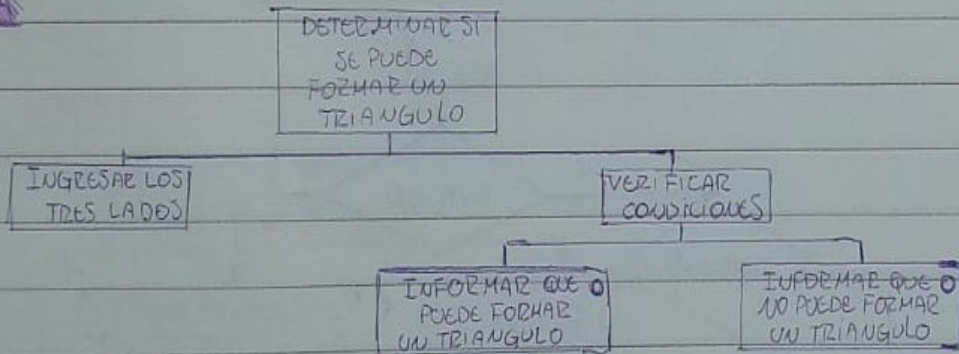 DETERMINAR SI
SE PUEDE
FORMAR UN
TRIANGULO
INGRESAR LOS
TRES LADOS
VERIFICAR
CONDICIONES
INFORMAR QUE O
PUEDE FORMAR
UN TRIANGULO
INFORMAR QUE O
NO PUEDE FORMAR
UN TRIANGULO